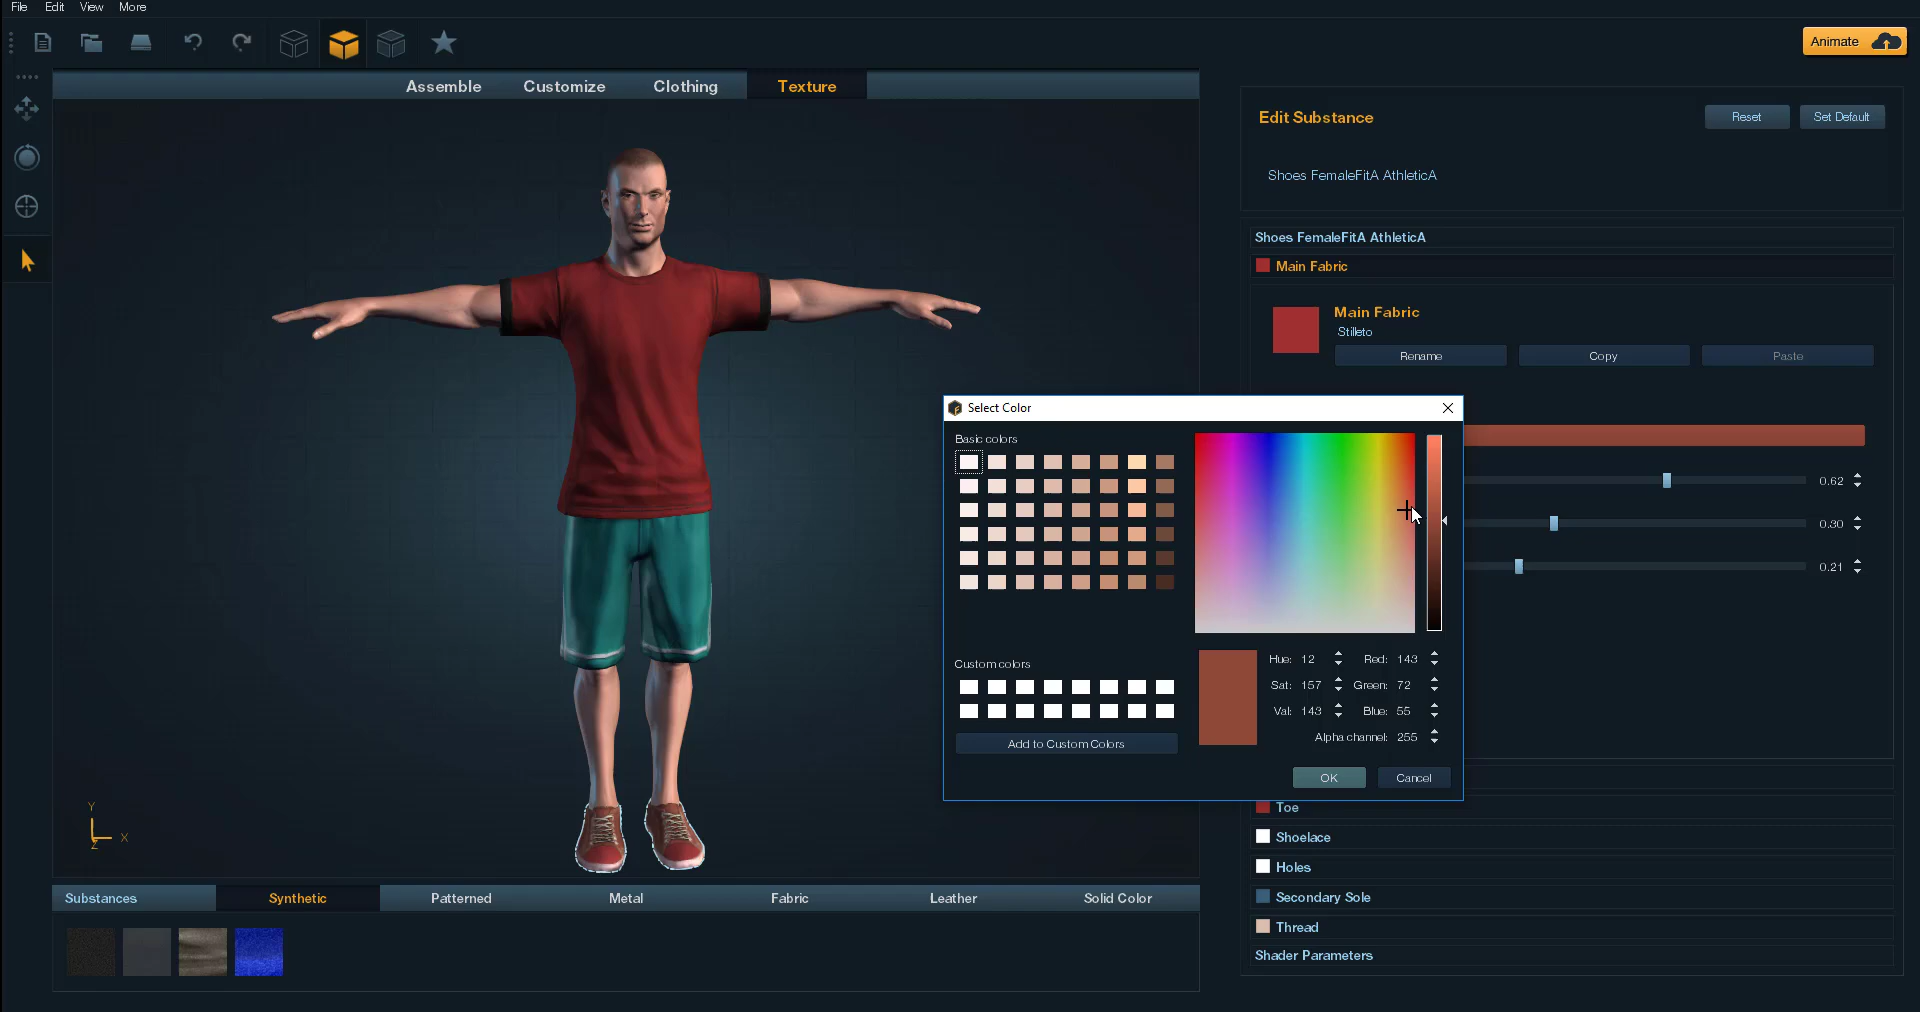 File Edit View More
Animate
Assemble Customize Clothing Texture
Edit Substance
Reset Set Default
Shoes FemaleFitA AthleticA
Shoes FemaleFitA AthleticA
Main Fabric
Main Fabric
Stilleto
Rename Copy Paste
Select Color
Basic colors
0.62
0.30
0.21
Custom colors
Hue: 12 Red: 143
Sat: 157 Green: 72
Val: 143 Blue: 55
Alpha channel: 255
Add to Custom Colors
OK Cancel
Toe
Shoelace
Holes
Secondary Sole
Thread
Shader Parameters
Y
X
Z
Substances Synthetic Patterned Metal Fabric Leather Solid Color